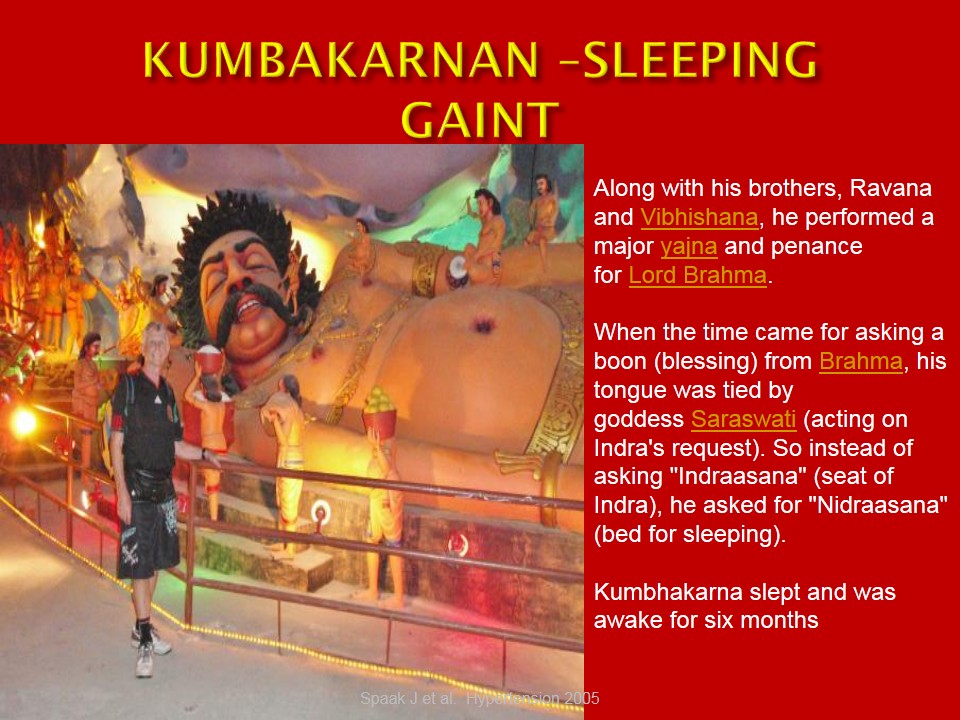 KUMBAKARNAN –SLEEPING
GAINT
Along with his brothers, Ravana
and Vibhishana, he performed a
major yajna and penance
for Lord Brahma.
When the time came for asking a
boon (blessing) from Brahma, his
tongue was tied by
goddess Saraswati (acting on
Indra's request). So instead of
asking "Indraasana" (seat of
Indra), he asked for "Nidraasana"
(bed for sleeping).
Kumbhakarna slept and was
awake for six months
Spaak J et al.  Hypertension 2005